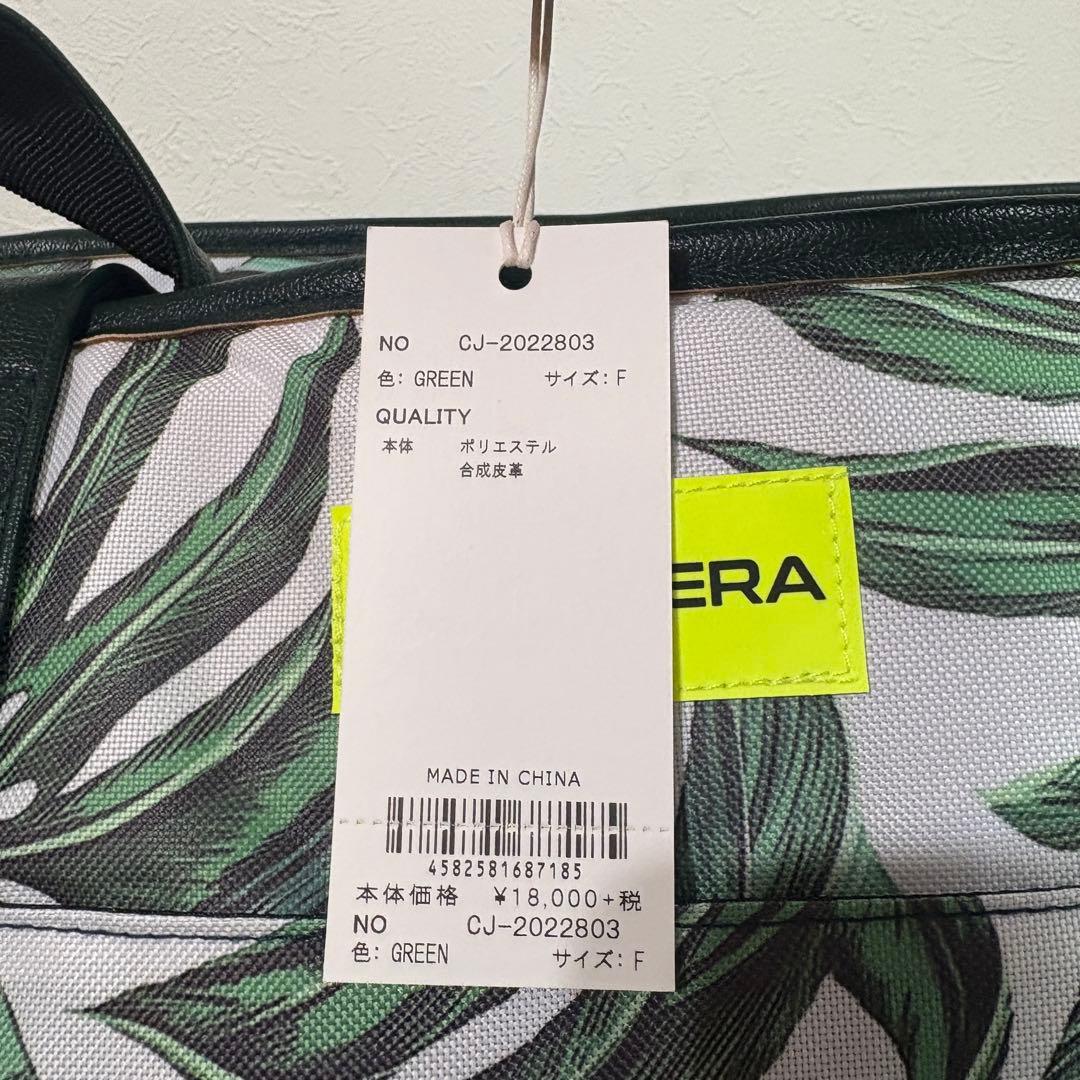 NO CJ-2022803
色: GREEN サイズ: F
QUALITY
本体 ポリエステル
合成皮革
ERA
MADE IN CHINA
4582581687185
本体価格 ¥18,000+税
NO CJ-2022803
色: GREEN サイズ: F